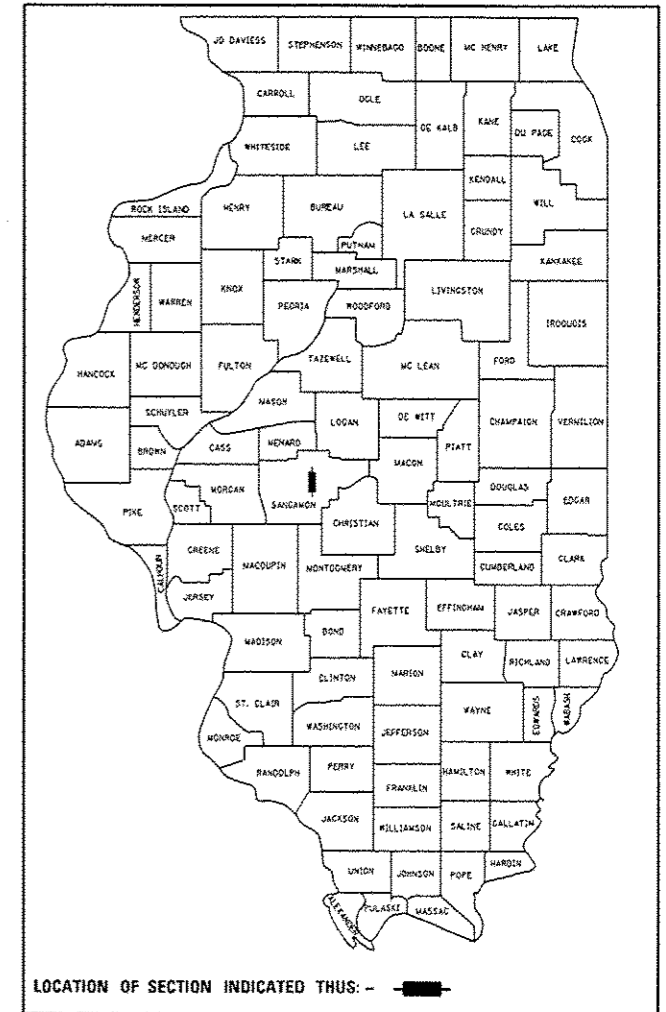 JO DAVIESS STEPHENSON WINNEBAGO BOONE MC HENRY LAKE
CARROLL OGLE DE KALB KANE DU PAGE COOK
WHITESIDE LEE
KENDALL WILL
ROCK ISLAND HENRY BUREAU LA SALLE
MERCER PUTNAM GRUNDY
STARK MARSHALL KANKAKEE
HENDERSON WARREN KNOX PEORIA WOODFORD LIVINGSTON IROQUOIS
HANCOCK MC DONOUGH FULTON TAZEWELL MC LEAN FORD
SCHUYLER MASON
ADAMS BROWN CASS MENARD LOGAN DE WITT PIATT CHAMPAIGN VERMILION
MACON
PIKE SCOTT MORGAN SANGAMON CHRISTIAN MOULTRIE DOUGLAS EDGAR
COLES
CALHOUN GREENE MACOUPIN MONTGOMERY SHELBY CUMBERLAND CLARK
JERSEY FAYETTE EFFINGHAM JASPER CRAWFORD
MADISON BOND
CLINTON MARION CLAY RICHLAND LAWRENCE
ST. CLAIR WAYNE EDWARDS WABASH
MONROE WASHINGTON JEFFERSON
RANDOLPH PERRY HAMILTON WHITE
FRANKLIN
JACKSON WILLIAMSON SALINE GALLATIN
UNION JOHNSON POPE HARDIN
ALEXANDER PULASKI MASSAC
LOCATION OF SECTION INDICATED THUS: -